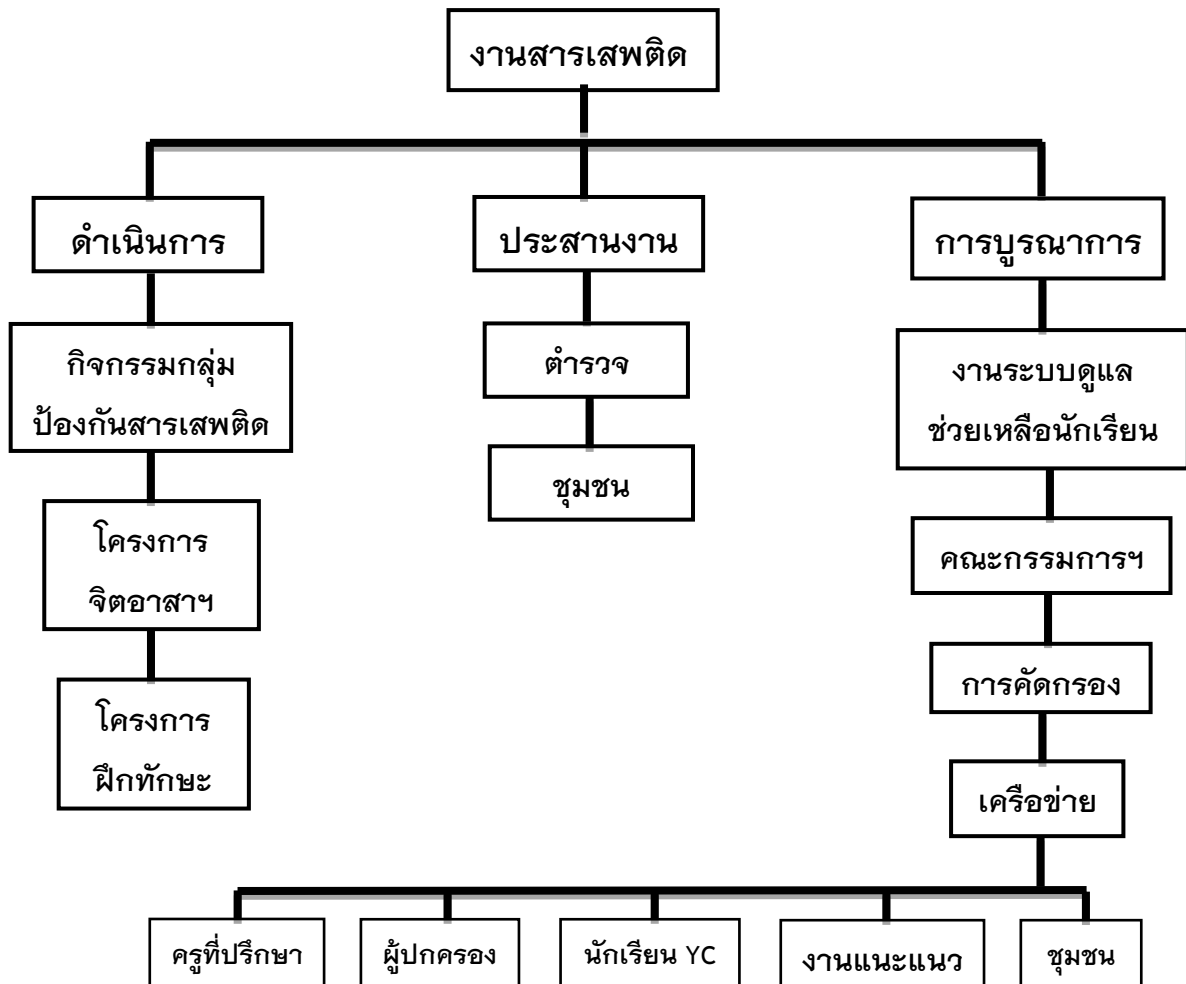 งานสารเสพติด
ดำเนินการ
ประสานงาน
การบูรณาการ
กิจกรรมกลุ่ม
ป้องกันสารเสพติด
ตำรวจ
งานระบบดูแล
ช่วยเหลือนักเรียน
ชุมชน
โครงการ
จิตอาสาฯ
คณะกรรมการฯ
การคัดกรอง
โครงการ
ฝึกทักษะ
เครือข่าย
ครูที่ปรึกษา
ผู้ปกครอง
นักเรียน YC
งานแนะแนว
ชุมชน